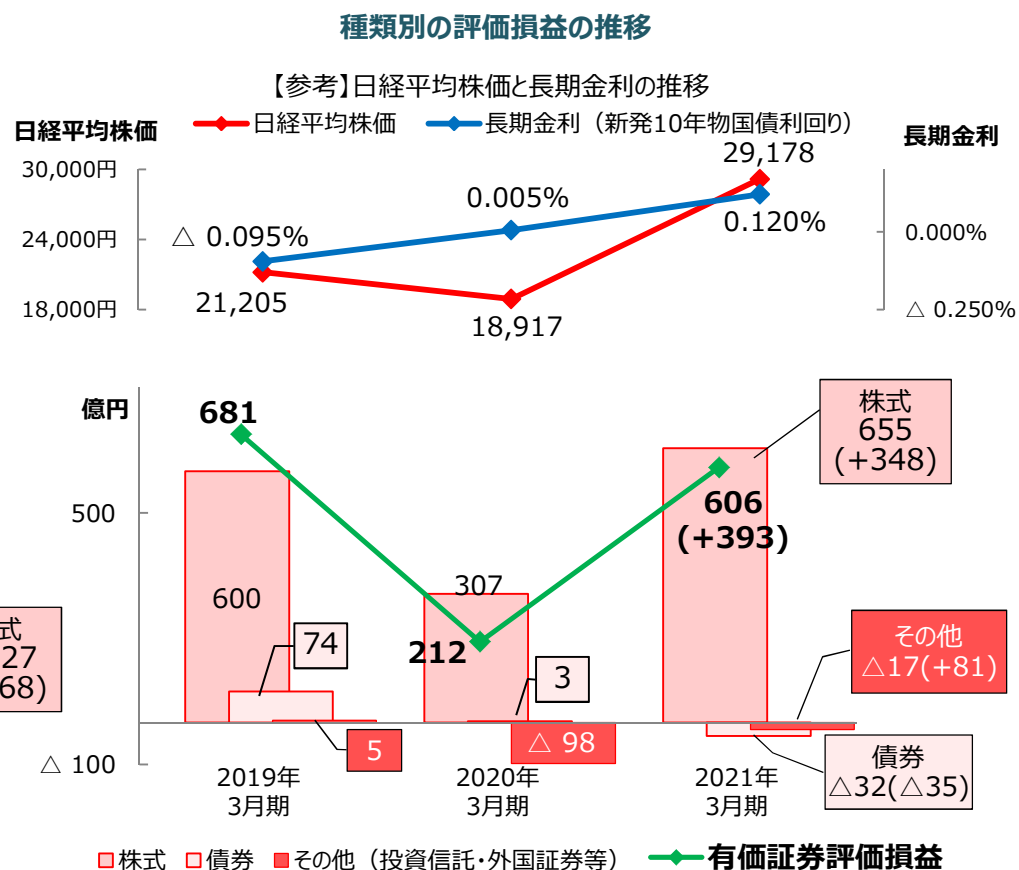 種類別の評価損益の推移
【参考】日経平均株価と長期金利の推移
日経平均株価
日経平均株価
長期金利（新発10年物国債利回り）
長期金利
30,000円
24,000円
18,000円
0.000%
△ 0.250%
△ 0.095%
0.005%
29,178
0.120%
21,205
18,917
億円
500
△ 100
681
600
74
5
307
212
3
△ 98
株式
655
(+348)
606
(+393)
その他
△17(+81)
債券
△32(△35)
式
27
68)
2019年
3月期
2020年
3月期
2021年
3月期
株式
債券
その他（投資信託・外国証券等）
有価証券評価損益